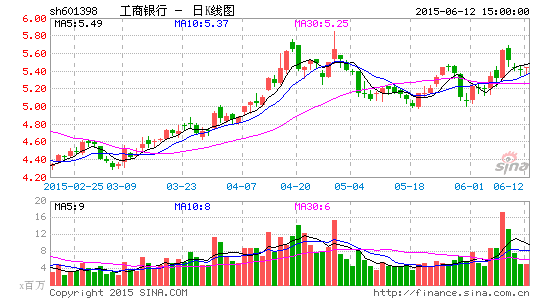 sh601398 工商银行 - 日K线图 2015-06-12 15:00:00
MA5:5.49 MA10:5.37 MA30:5.25
6.00
5.80
5.60
5.40
5.20
5.00
4.80
4.60
4.40
4.20
sina
2015-02-25 03-09 03-23 04-07 04-20 05-04 05-18 06-01 06-12
MA5:9 MA10:8 MA30:6
20
16
12
8
4
x百万
Copyright 2015 SINA.COM http://finance.sina.com.cn